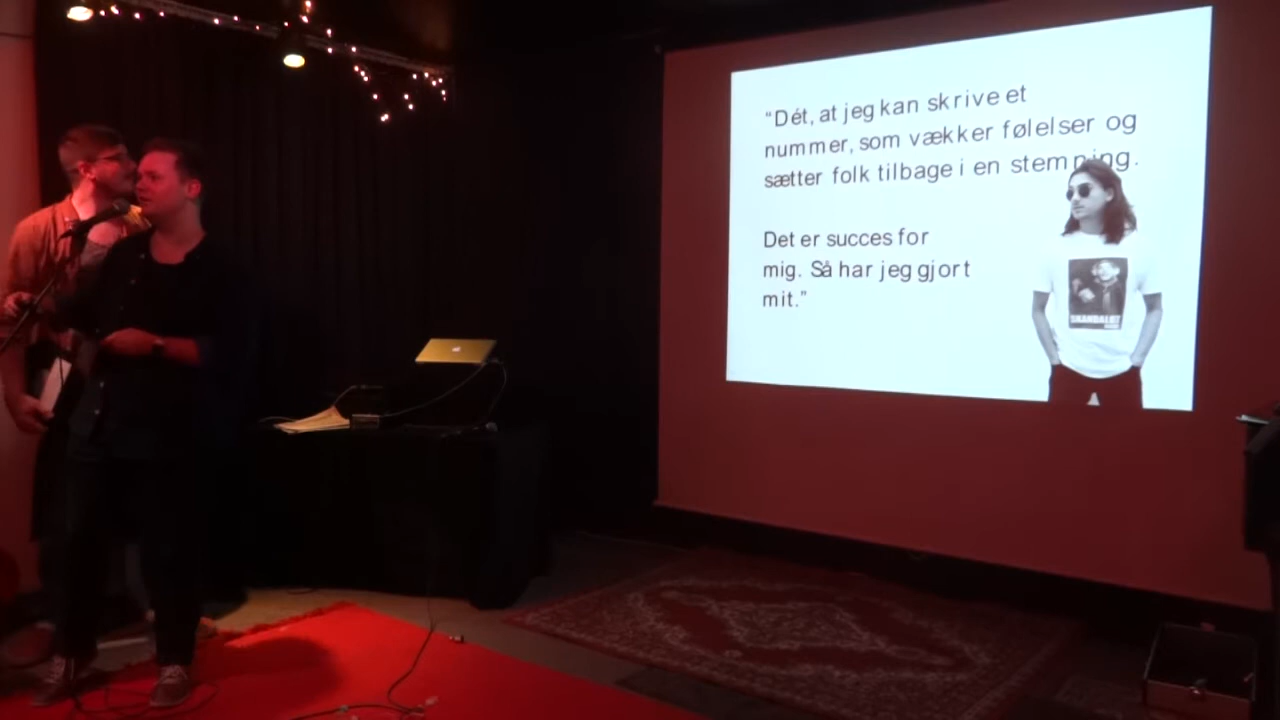 “Dét, at jeg kan skrive et
nummer, som vækker følelser og
sætter folk tilbage i en stemning.
Det er succes for
mig. Så har jeg gjort
mit.”
SKANDALØST